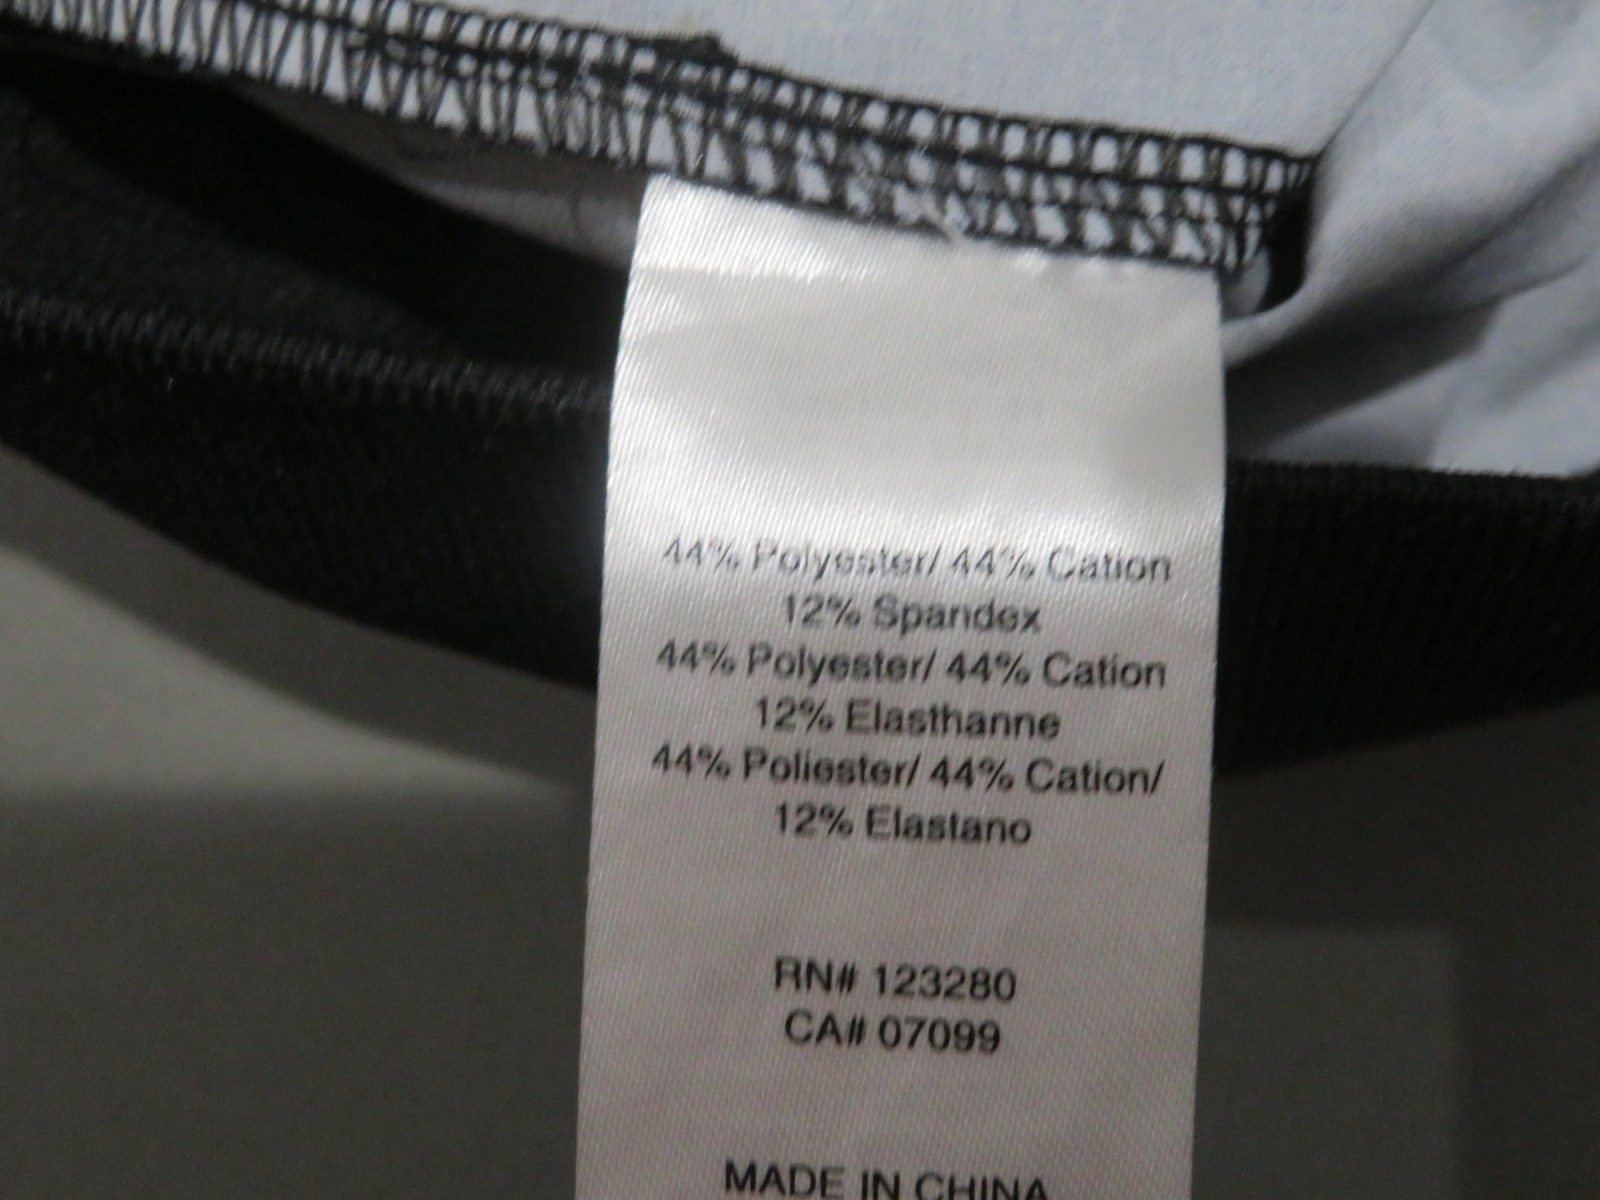 44% Polyester/ 44% Cation
12% Spandex
44% Polyester/ 44% Cation
12% Elasthanne
44% Poliester/ 44% Cation/
12% Elastano
RN# 123280
CA# 07099
MADE IN CHINA